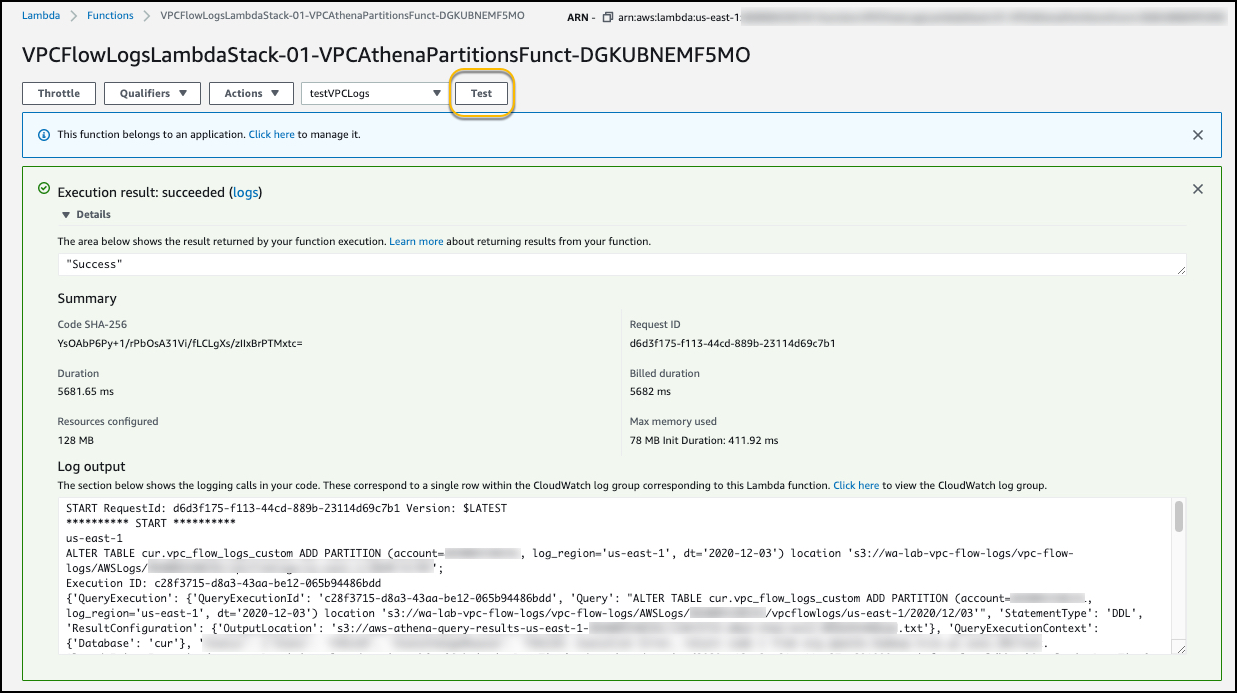 Lambda > Functions > VPCFlowLogsLambdaStack-01-VPCAthenaPartitionsFunct-DGKUBNEMF5MO ARN - arn:aws:lambda:us-east-1
VPCFlowLogsLambdaStack-01-VPCAthenaPartitionsFunct-DGKUBNEMF5MO
Throttle Qualifiers Actions testVPCLogs Test
This function belongs to an application. Click here to manage it.
Execution result: succeeded (logs)
Details
The area below shows the result returned by your function execution. Learn more about returning results from your function.
"Success"
Summary
Code SHA-256 Request ID
YsOAbP6Py+1/rPbOsA31Vi/fLCLgXs/zIIxBrPTMxtc= d6d3f175-f113-44cd-889b-23114d69c7b1
Duration Billed duration
5681.65 ms 5682 ms
Resources configured Max memory used
128 MB 78 MB Init Duration: 411.92 ms
Log output
The section below shows the logging calls in your code. These correspond to a single row within the CloudWatch log group corresponding to this Lambda function. Click here to view the CloudWatch log group.
START RequestId: d6d3f175-f113-44cd-889b-23114d69c7b1 Version: $LATEST
********** START **********
us-east-1
ALTER TABLE cur.vpc_flow_logs_custom ADD PARTITION (account= , log_region='us-east-1', dt='2020-12-03') location 's3://wa-lab-vpc-flow-logs/vpc-flow-
logs/AWSLogs/ ';
Execution ID: c28f3715-d8a3-43aa-be12-065b94486bdd
{'QueryExecution': {'QueryExecutionId': 'c28f3715-d8a3-43aa-be12-065b94486bdd', 'Query': "ALTER TABLE cur.vpc_flow_logs_custom ADD PARTITION (account= ,
log_region='us-east-1', dt='2020-12-03') location 's3://wa-lab-vpc-flow-logs/vpc-flow-logs/AWSLogs/ /vpcflowlogs/us-east-1/2020/12/03'", 'StatementType': 'DDL',
'ResultConfiguration': {'OutputLocation': 's3://aws-athena-query-results-us-east-1- .txt'}, 'QueryExecutionContext':
{'Database': 'cur'}, '